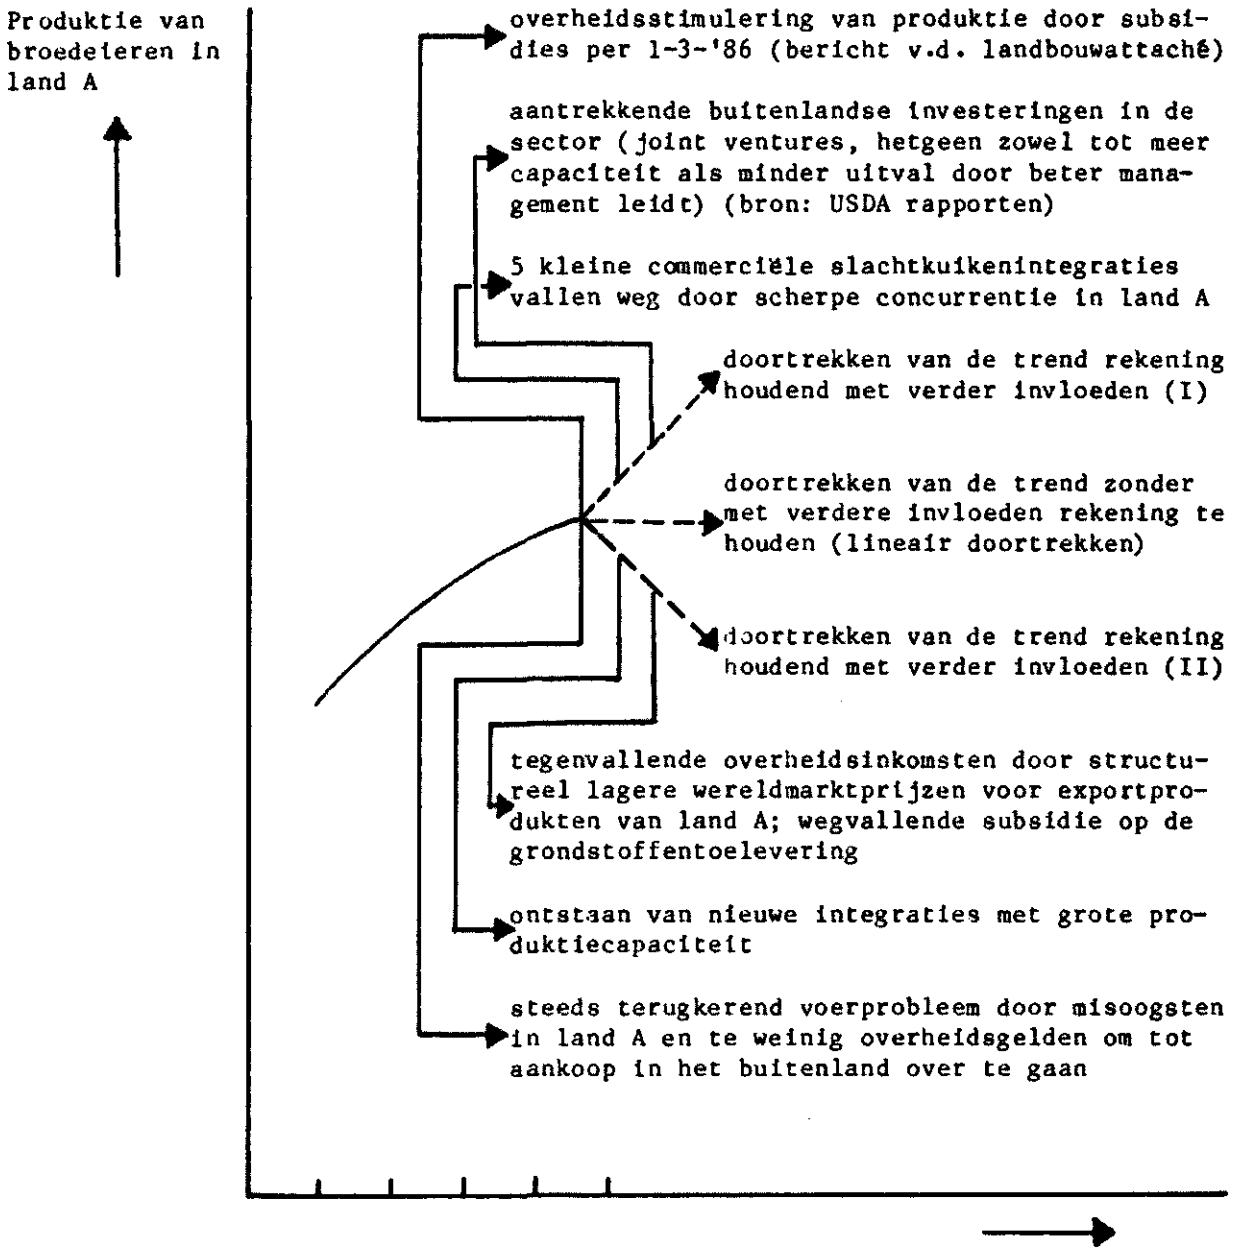 Produktie van
broedeieren in
land A
overheidsstimulering van produktie door subsi-
dies per 1-3-'86 (bericht v.d. landbouwattaché)
aantrekkende buitenlandse investeringen in de
sector (joint ventures, hetgeen zowel tot meer
capaciteit als minder uitval door beter mana-
gement leidt) (bron: USDA rapporten)
5 kleine commerciële slachtkuikenintegraties
vallen weg door scherpe concurrentie in land A
doortrekken van de trend rekening
houdend met verder invloeden (I)
doortrekken van de trend zonder
met verdere invloeden rekening te
houden (lineair doortrekken)
doortrekken van de trend rekening
houdend met verder invloeden (II)
tegenvallende overheidsinkomsten door structu-
reel lagere wereldmarktprijzen voor exportpro-
dukten van land A; wegvallende subsidie op de
grondstoffentoelevering
ontstaan van nieuwe integraties met grote pro-
duktiecapaciteit
steeds terugkerend voerprobleem door misoogsten
in land A en te weinig overheidsgelden om tot
aankoop in het buitenland over te gaan